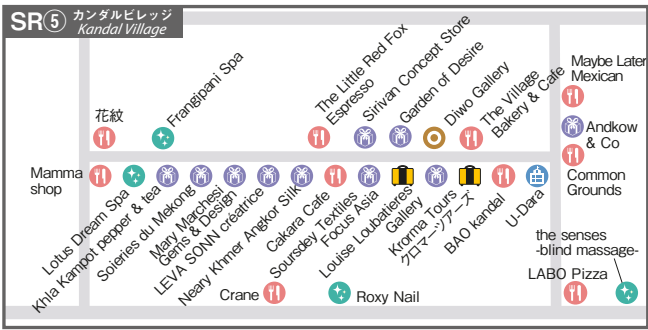 SR⑤ カンダルビレッジ
Kandal Village
花紋
Frangipani Spa
The Little Red Fox
Espresso
Sirivan Concept Store
Garden of Desire
Diwo Gallery
The Village
Bakery & Cafe
Maybe Later
Mexican
Andkow
& Co
Common
Grounds
Mamma
shop
Lotus Dream Spa
Khla Kampot pepper & tea
Soieries du Mekong
Mary Marchesi
Gems & Design
LEVA SONN créatrice
Neary Khmer Angkor Silk
Cakara Cafe
Soursdey Textiles
Focus Asia
Louise Loubatieres
Gallery
Krorma Tours
クロマーツアーズ
BAO kandal
U-Dara
the senses
-blind massage-
LABO Pizza
Crane
Roxy Nail